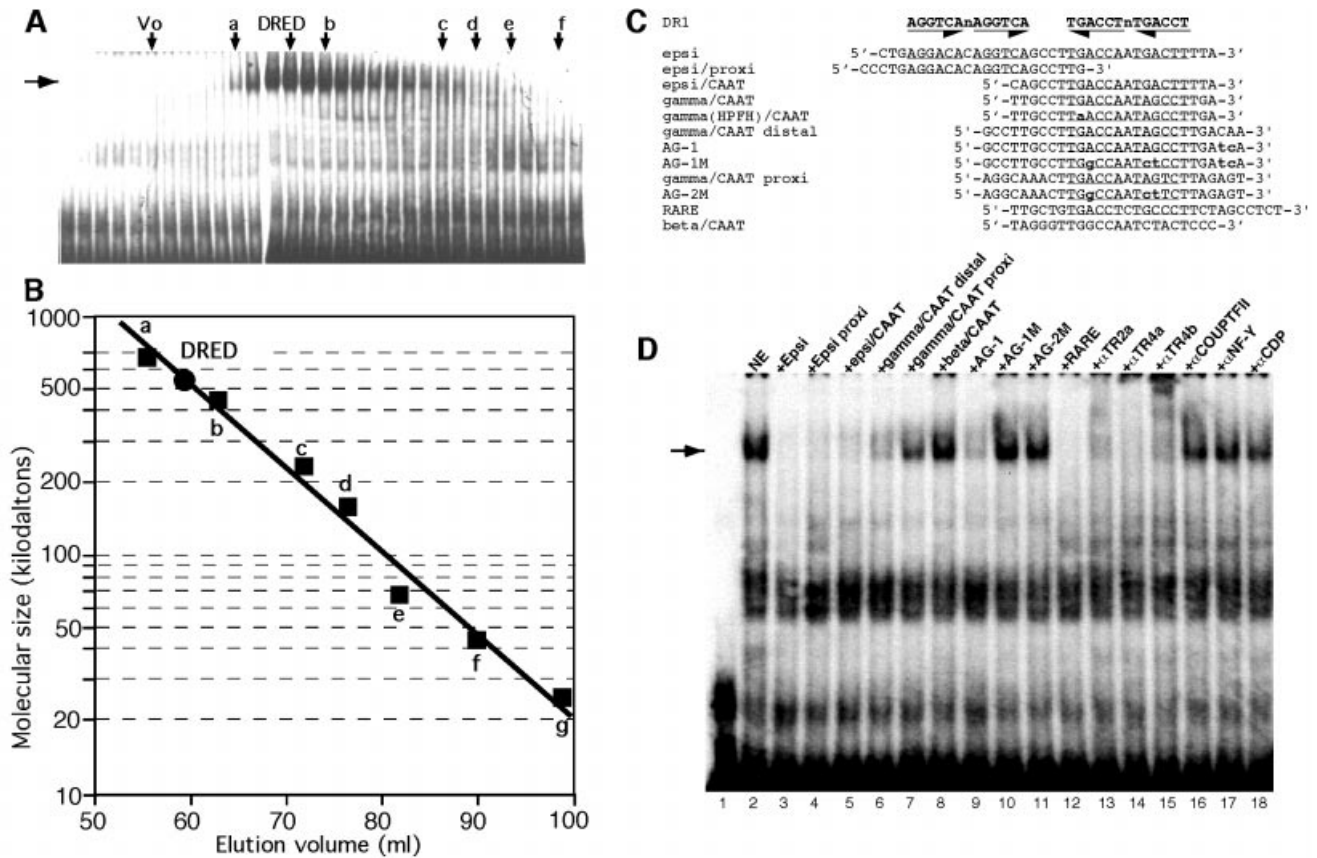 A
Vo a DRED b c d e f
B
1000
500
200
100
50
20
10
Molecular size (kilodaltons)
a
DRED
b
c
d
e
f
g
50 60 70 80 90 100
Elution volume (ml)
C
DR1 AGGTCAnAGGTCA TGACCTnTGACCT
epsi 5'-CTGAGGACACAGGTCAGCCTTGACCAATGACTTTTA-3'
epsi/proxi 5'-CCCTGAGGACACAGGTCAGCCTTG-3'
epsi/CAAT 5'-CAGCCTTGACCAATGACTTTTA-3'
gamma/CAAT 5'-TTGCCTTGACCAATAGCCTTGA-3'
gamma(HPFH)/CAAT 5'-TTGCCTTaACCAATAGCCTTGA-3'
gamma/CAAT distal 5'-GCCTTGCCTTGACCAATAGCCTTGACAA-3'
AG-1 5'-GCCTTGCCTTGACCAATAGCCTTGAtcA-3'
AG-1M 5'-GCCTTGCCTTGgCCAATctCCTTGAtcA-3'
gamma/CAAT proxi 5'-AGGCAAACTTGACCAATAGTCTTAGAGT-3'
AG-2M 5'-AGGCAAACTTGgCCAATctTCTTAGAGT-3'
RARE 5'-TTGCTGTGACCTCTGCCCTTCTAGCCTCT-3'
beta/CAAT 5'-TAGGGTTGGCCAATCTACTCCC-3'
D
NE +Epsi +Epsi proxi +epsi/CAAT +gamma/CAAT distal +gamma/CAAT proxi +beta/CAAT +AG-1 +AG-1M +AG-2M +RARE +αTR2a +αTR4a +αTR4b +αCOUPTFII +αNF-Y +αCDP
1 2 3 4 5 6 7 8 9 10 11 12 13 14 15 16 17 18